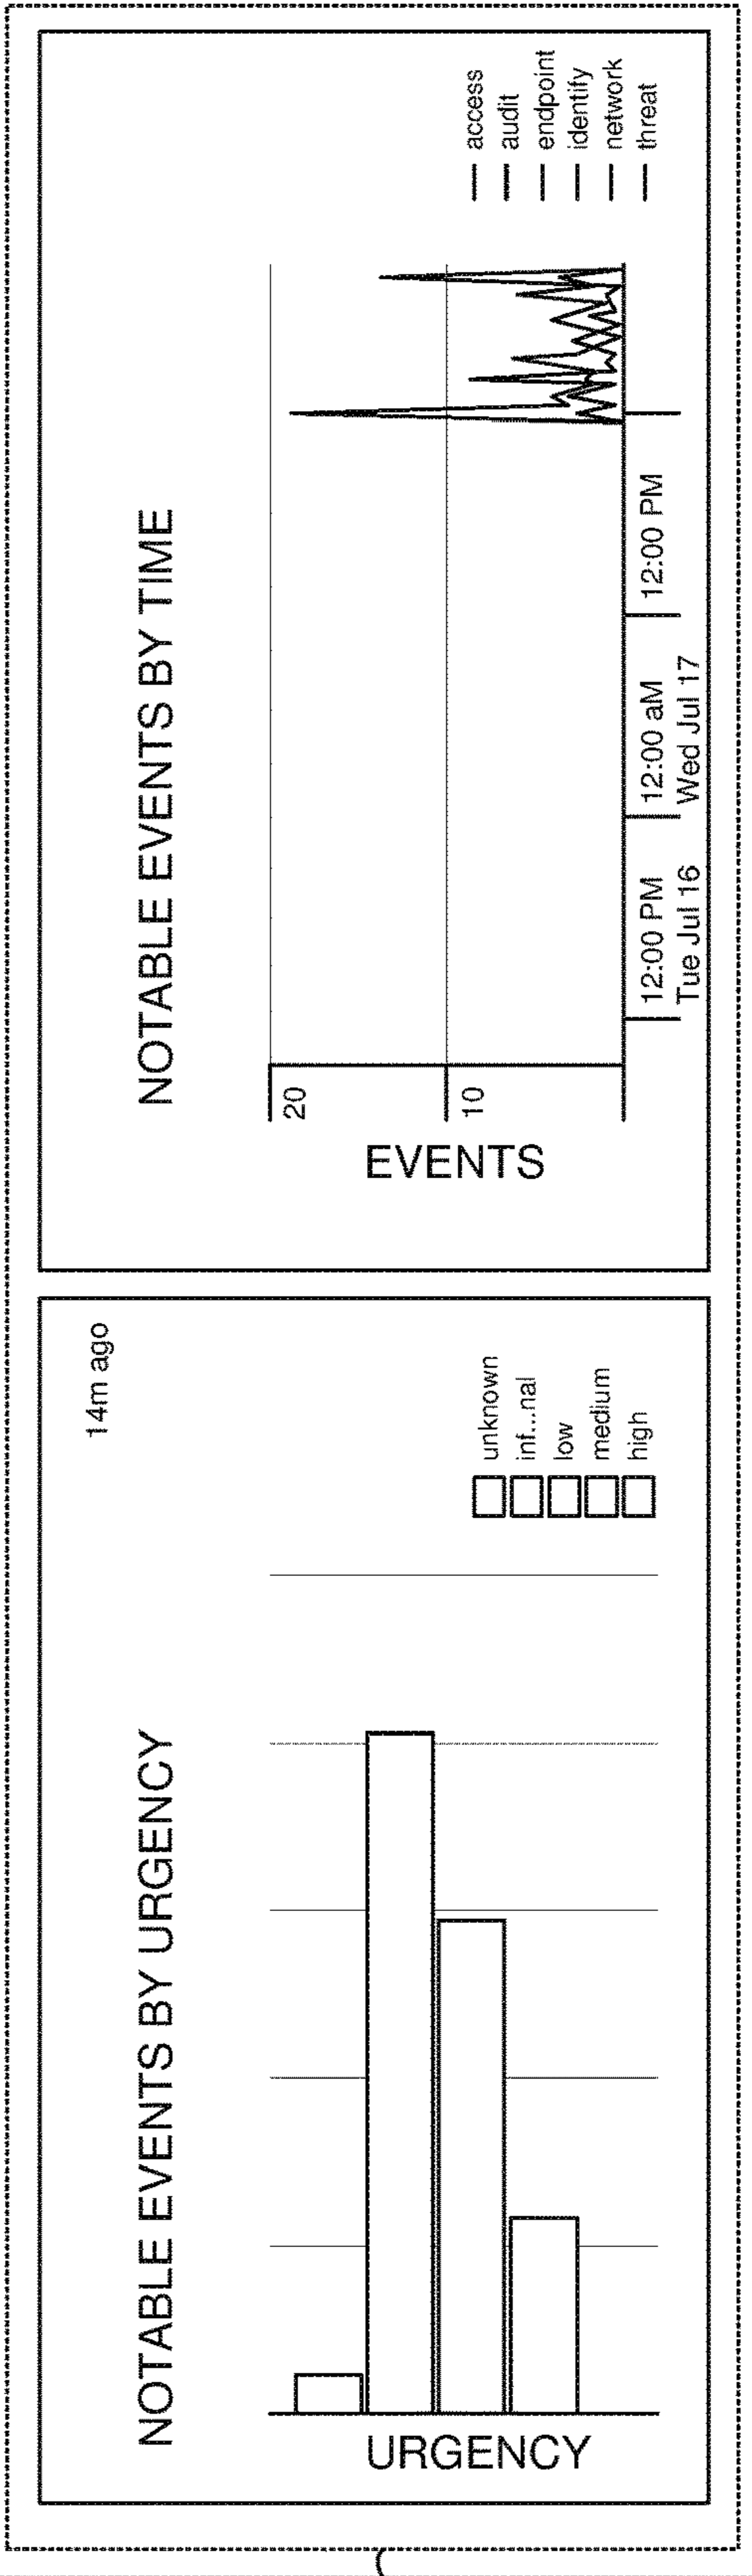 NOTABLE EVENTS BY URGENCY
14m ago
URGENCY
unknown
inf...nal
low
medium
high
NOTABLE EVENTS BY TIME
EVENTS
20
10
12:00 PM
Tue Jul 16
12:00 aM
Wed Jul 17
12:00 PM
access
audit
endpoint
identify
network
threat